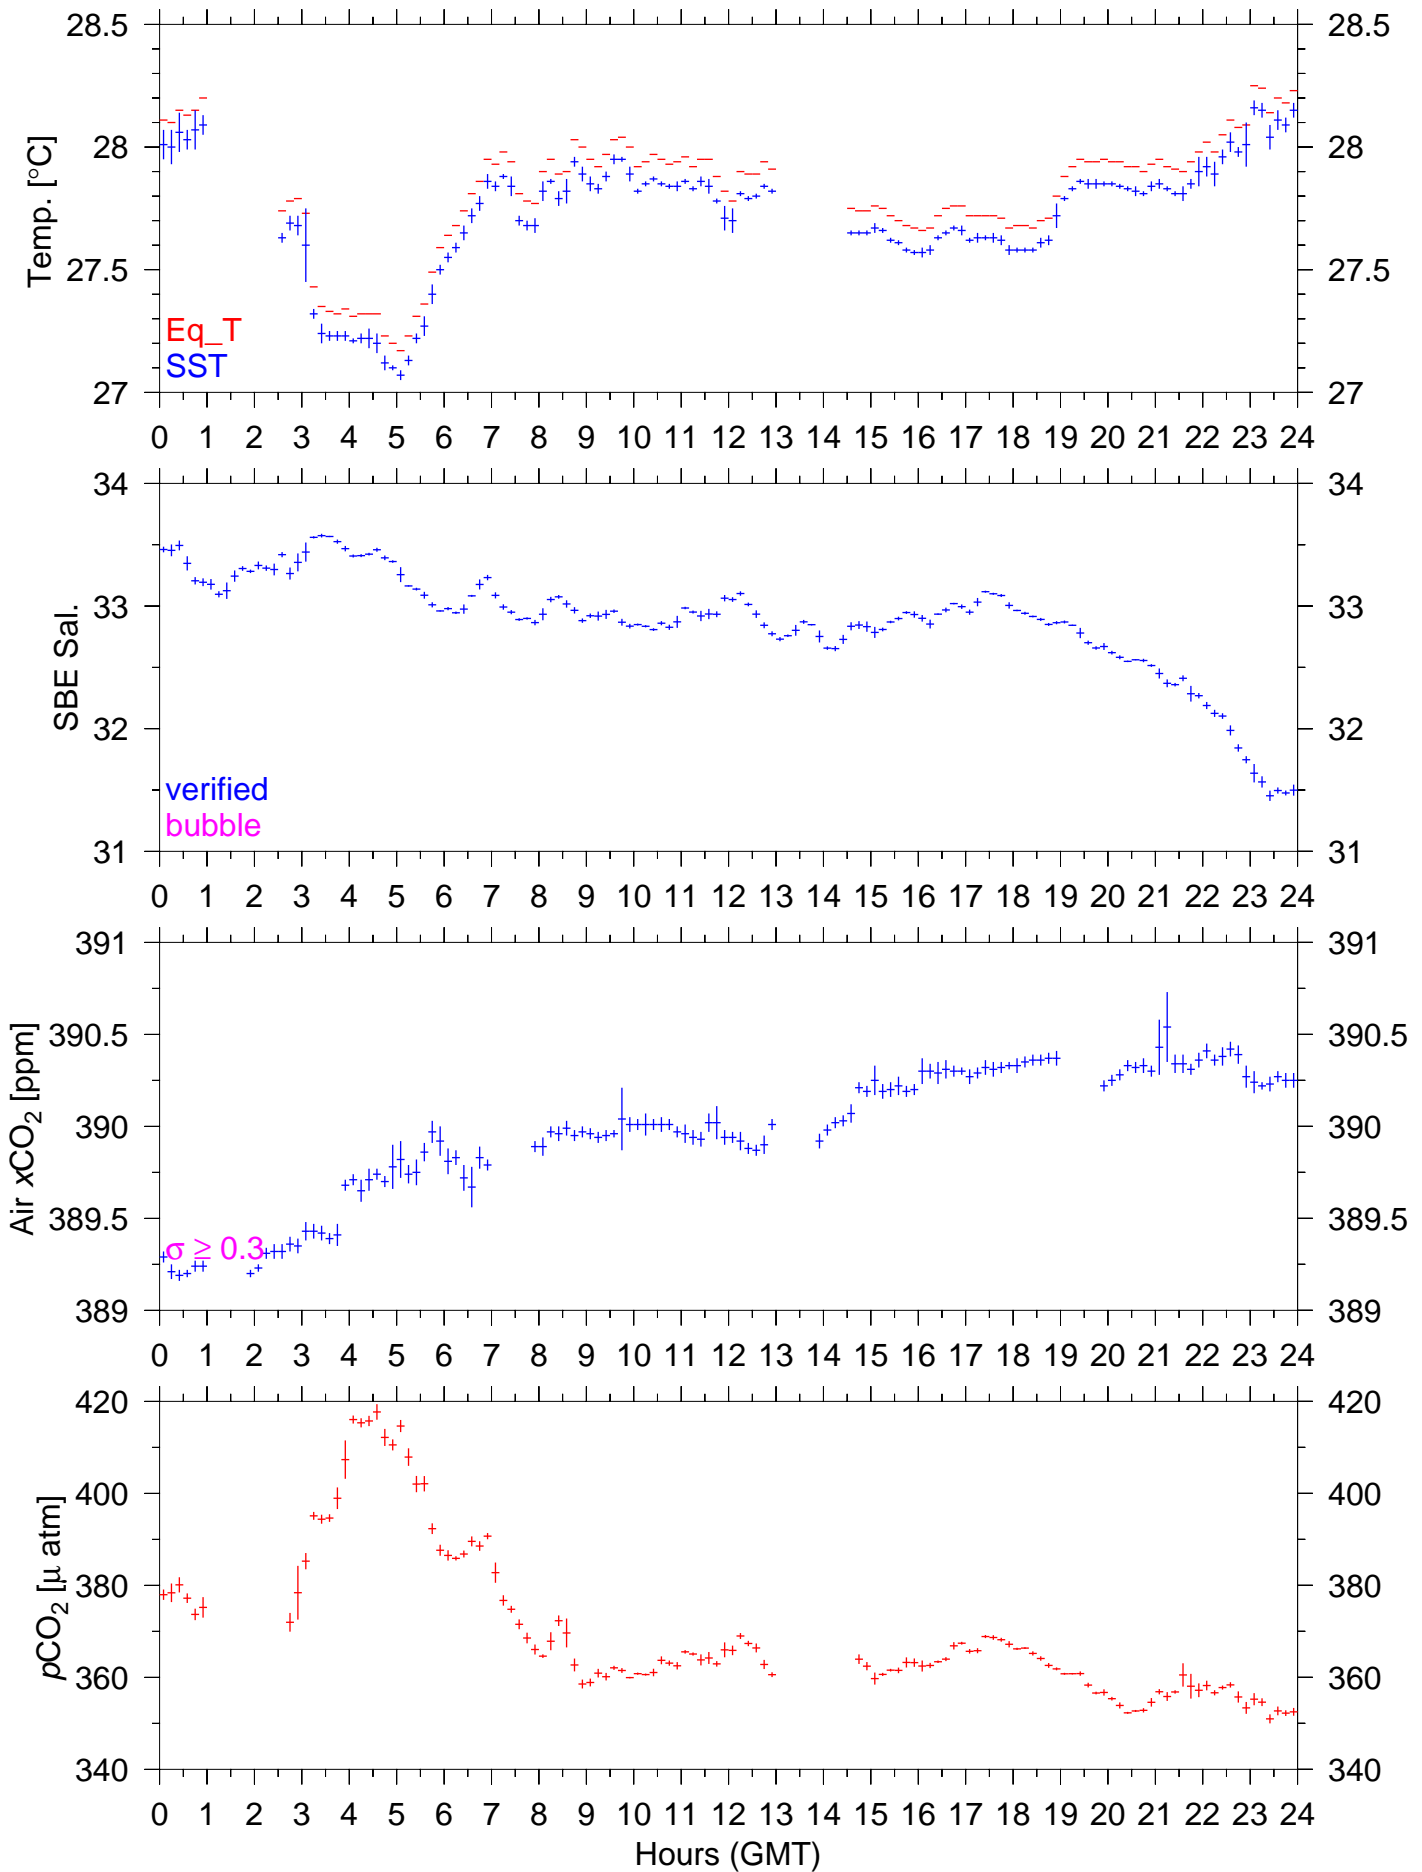 28.5 28.5
28 28
27.5 27.5
27 27
Temp. [°C]
Eq_T
SST
0 1 2 3 4 5 6 7 8 9 10 11 12 13 14 15 16 17 18 19 20 21 22 23 24
34 34
33 33
32 32
31 31
SBE Sal.
verified
bubble
0 1 2 3 4 5 6 7 8 9 10 11 12 13 14 15 16 17 18 19 20 21 22 23 24
391 391
390.5 390.5
390 390
389.5 389.5
389 389
Air xCO₂ [ppm]
σ ≥ 0.3
0 1 2 3 4 5 6 7 8 9 10 11 12 13 14 15 16 17 18 19 20 21 22 23 24
420 420
400 400
380 380
360 360
340 340
pCO₂ [μ atm]
0 1 2 3 4 5 6 7 8 9 10 11 12 13 14 15 16 17 18 19 20 21 22 23 24
Hours (GMT)